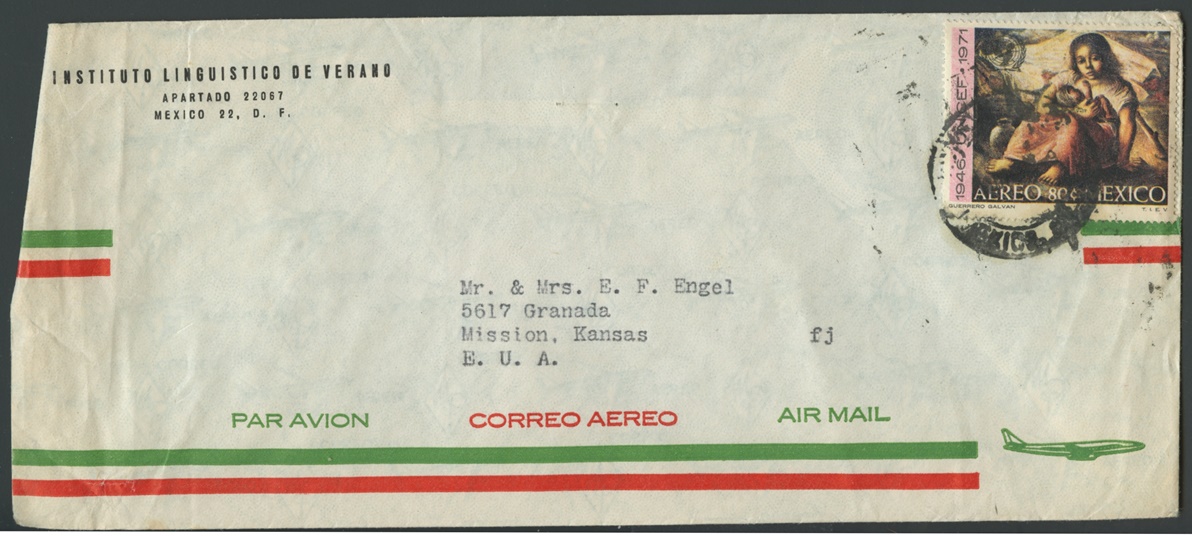 INSTITUTO LINGUISTICO DE VERANO
APARTADO 22067
MEXICO 22, D. F.
1946 UNICEF 1971
AEREO 80¢ MEXICO
GUERRERO GALVAN
T.I.E.V
Mr. & Mrs. E. F. Engel
5617 Granada
Mission, Kansas fj
E. U. A.
PAR AVION CORREO AEREO AIR MAIL